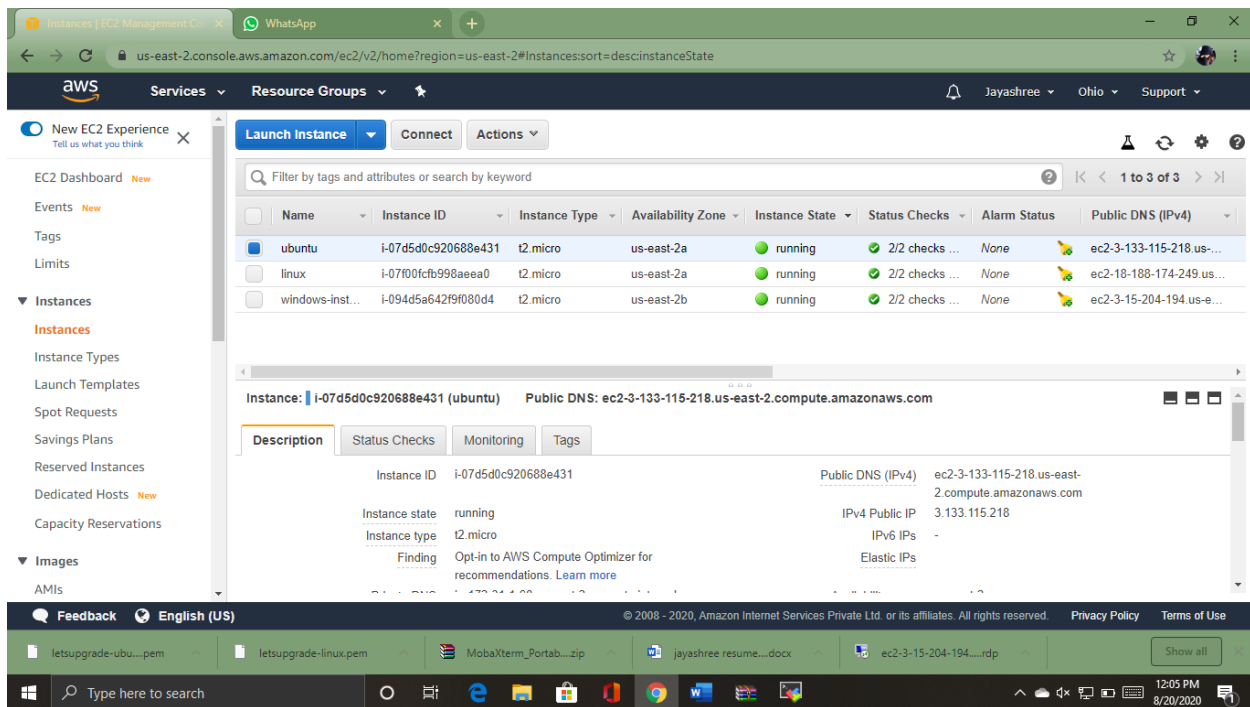 Instances | EC2 Management Co
WhatsApp
us-east-2.console.aws.amazon.com/ec2/v2/home?region=us-east-2#Instances:sort=desc:instanceState
aws Services Resource Groups Jayashree Ohio Support
New EC2 Experience
Tell us what you think
EC2 Dashboard New
Events New
Tags
Limits
Instances
Instances
Instance Types
Launch Templates
Spot Requests
Savings Plans
Reserved Instances
Dedicated Hosts New
Capacity Reservations
Images
AMIs
Launch Instance Connect Actions
Filter by tags and attributes or search by keyword 1 to 3 of 3
Name Instance ID Instance Type Availability Zone Instance State Status Checks Alarm Status Public DNS (IPv4)
ubuntu i-07d5d0c920688e431 t2.micro us-east-2a running 2/2 checks ... None ec2-3-133-115-218.us-...
linux i-07f00fcfb998aeea0 t2.micro us-east-2a running 2/2 checks ... None ec2-18-188-174-249.us...
windows-inst... i-094d5a642f9f080d4 t2.micro us-east-2b running 2/2 checks ... None ec2-3-15-204-194.us-e...
Instance: i-07d5d0c920688e431 (ubuntu) Public DNS: ec2-3-133-115-218.us-east-2.compute.amazonaws.com
Description Status Checks Monitoring Tags
Instance ID i-07d5d0c920688e431
Instance state running
Instance type t2.micro
Finding Opt-in to AWS Compute Optimizer for
recommendations. Learn more
Public DNS (IPv4) ec2-3-133-115-218.us-east-
2.compute.amazonaws.com
IPv4 Public IP 3.133.115.218
IPv6 IPs -
Elastic IPs
Feedback English (US) © 2008 - 2020, Amazon Internet Services Private Ltd. or its affiliates. All rights reserved. Privacy Policy Terms of Use
letsupgrade-ubu....pem letsupgrade-linux.pem MobaXterm_Portab....zip jayashree resume....docx ec2-3-15-204-194.....rdp Show all
Type here to search
12:05 PM
8/20/2020